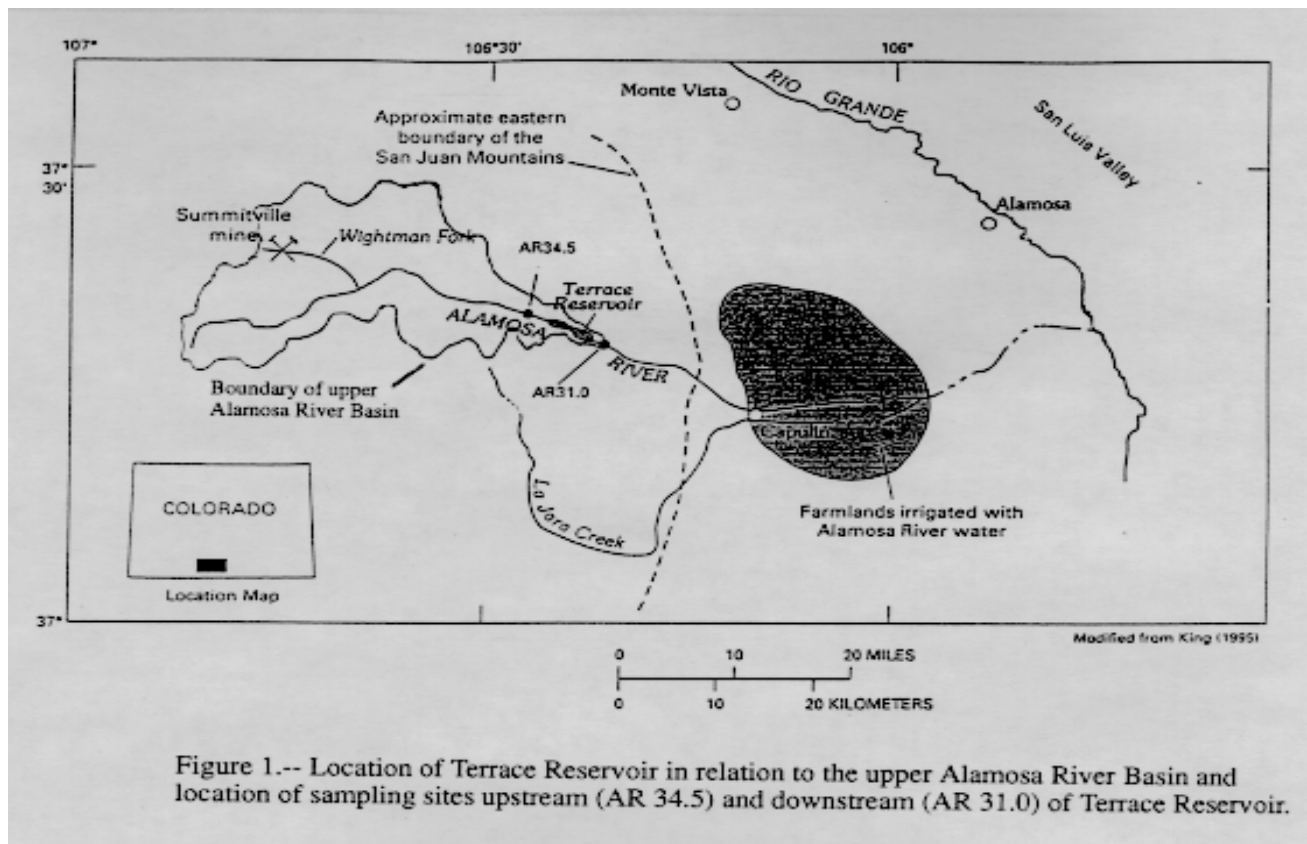 107°
106°30'
106°
Monte Vista
RIO GRANDE
San Luis Valley
Approximate eastern
boundary of the
San Juan Mountains
37°
30'
Alamosa
Summitville
mine
Wightman Fork
AR34.5
Terrace
Reservoir
ALAMOSA
RIVER
AR31.0
Boundary of upper
Alamosa River Basin
Capulin
La Jara Creek
Farmlands irrigated with
Alamosa River water
COLORADO
Location Map
37°
Modified from King (1995)
0 10 20 MILES
0 10 20 KILOMETERS
Figure 1.-- Location of Terrace Reservoir in relation to the upper Alamosa River Basin and
location of sampling sites upstream (AR 34.5) and downstream (AR 31.0) of Terrace Reservoir.